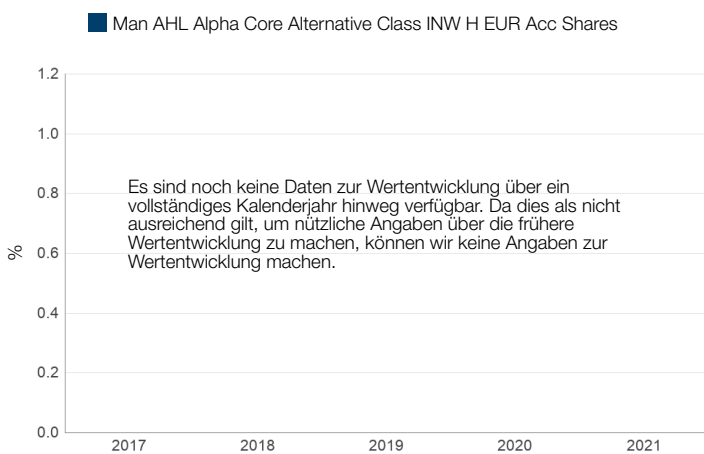 Man AHL Alpha Core Alternative Class INW H EUR Acc Shares
1.2
1.0
0.8
0.6
0.4
0.2
0.0
%
Es sind noch keine Daten zur Wertentwicklung über ein
vollständiges Kalenderjahr hinweg verfügbar. Da dies als nicht
ausreichend gilt, um nützliche Angaben über die frühere
Wertentwicklung zu machen, können wir keine Angaben zur
Wertentwicklung machen.
2017 2018 2019 2020 2021